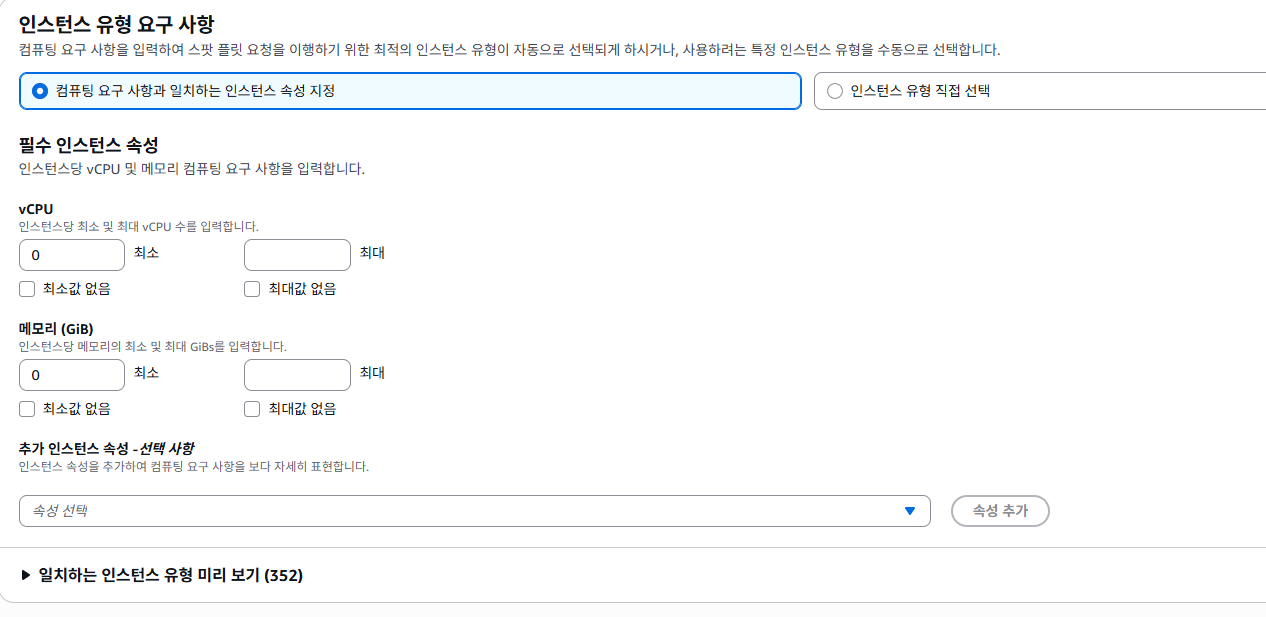 인스턴스 유형 요구 사항
컴퓨팅 요구 사항을 입력하여 스팟 플릿 요청을 이행하기 위한 최적의 인스턴스 유형이 자동으로 선택되게 하시거나, 사용하려는 특정 인스턴스 유형을 수동으로 선택합니다.
컴퓨팅 요구 사항과 일치하는 인스턴스 속성 지정 인스턴스 유형 직접 선택
필수 인스턴스 속성
인스턴스당 vCPU 및 메모리 컴퓨팅 요구 사항을 입력합니다.
vCPU
인스턴스당 최소 및 최대 vCPU 수를 입력합니다.
0 최소 최대
최소값 없음 최대값 없음
메모리 (GiB)
인스턴스당 메모리의 최소 및 최대 GiBs를 입력합니다.
0 최소 최대
최소값 없음 최대값 없음
추가 인스턴스 속성 -선택 사항
인스턴스 속성을 추가하여 컴퓨팅 요구 사항을 보다 자세히 표현합니다.
속성 선택 속성 추가
일치하는 인스턴스 유형 미리 보기 (352)